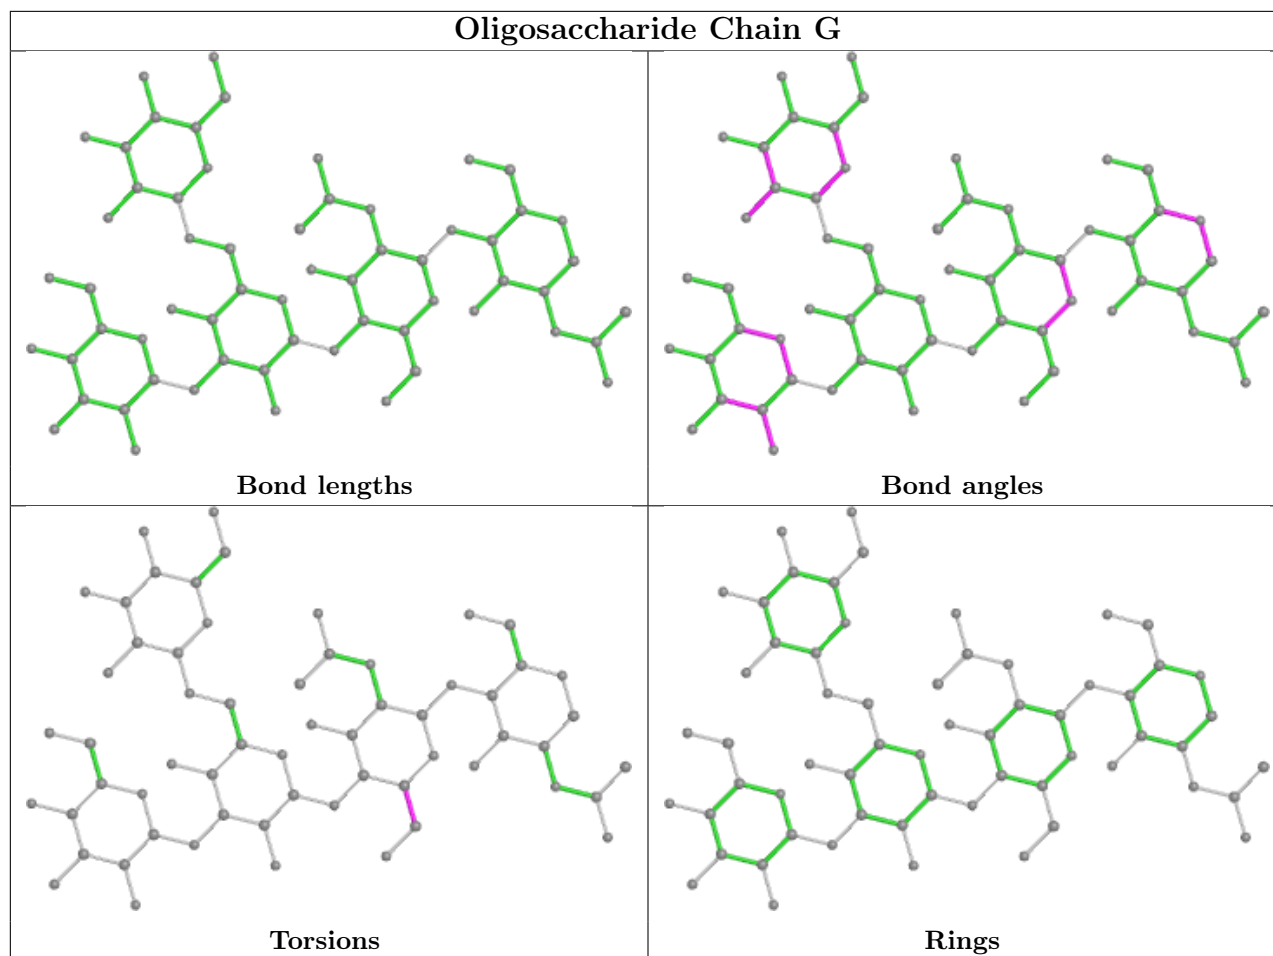 Oligosaccharide Chain G
Bond lengths
Bond angles
Torsions
Rings